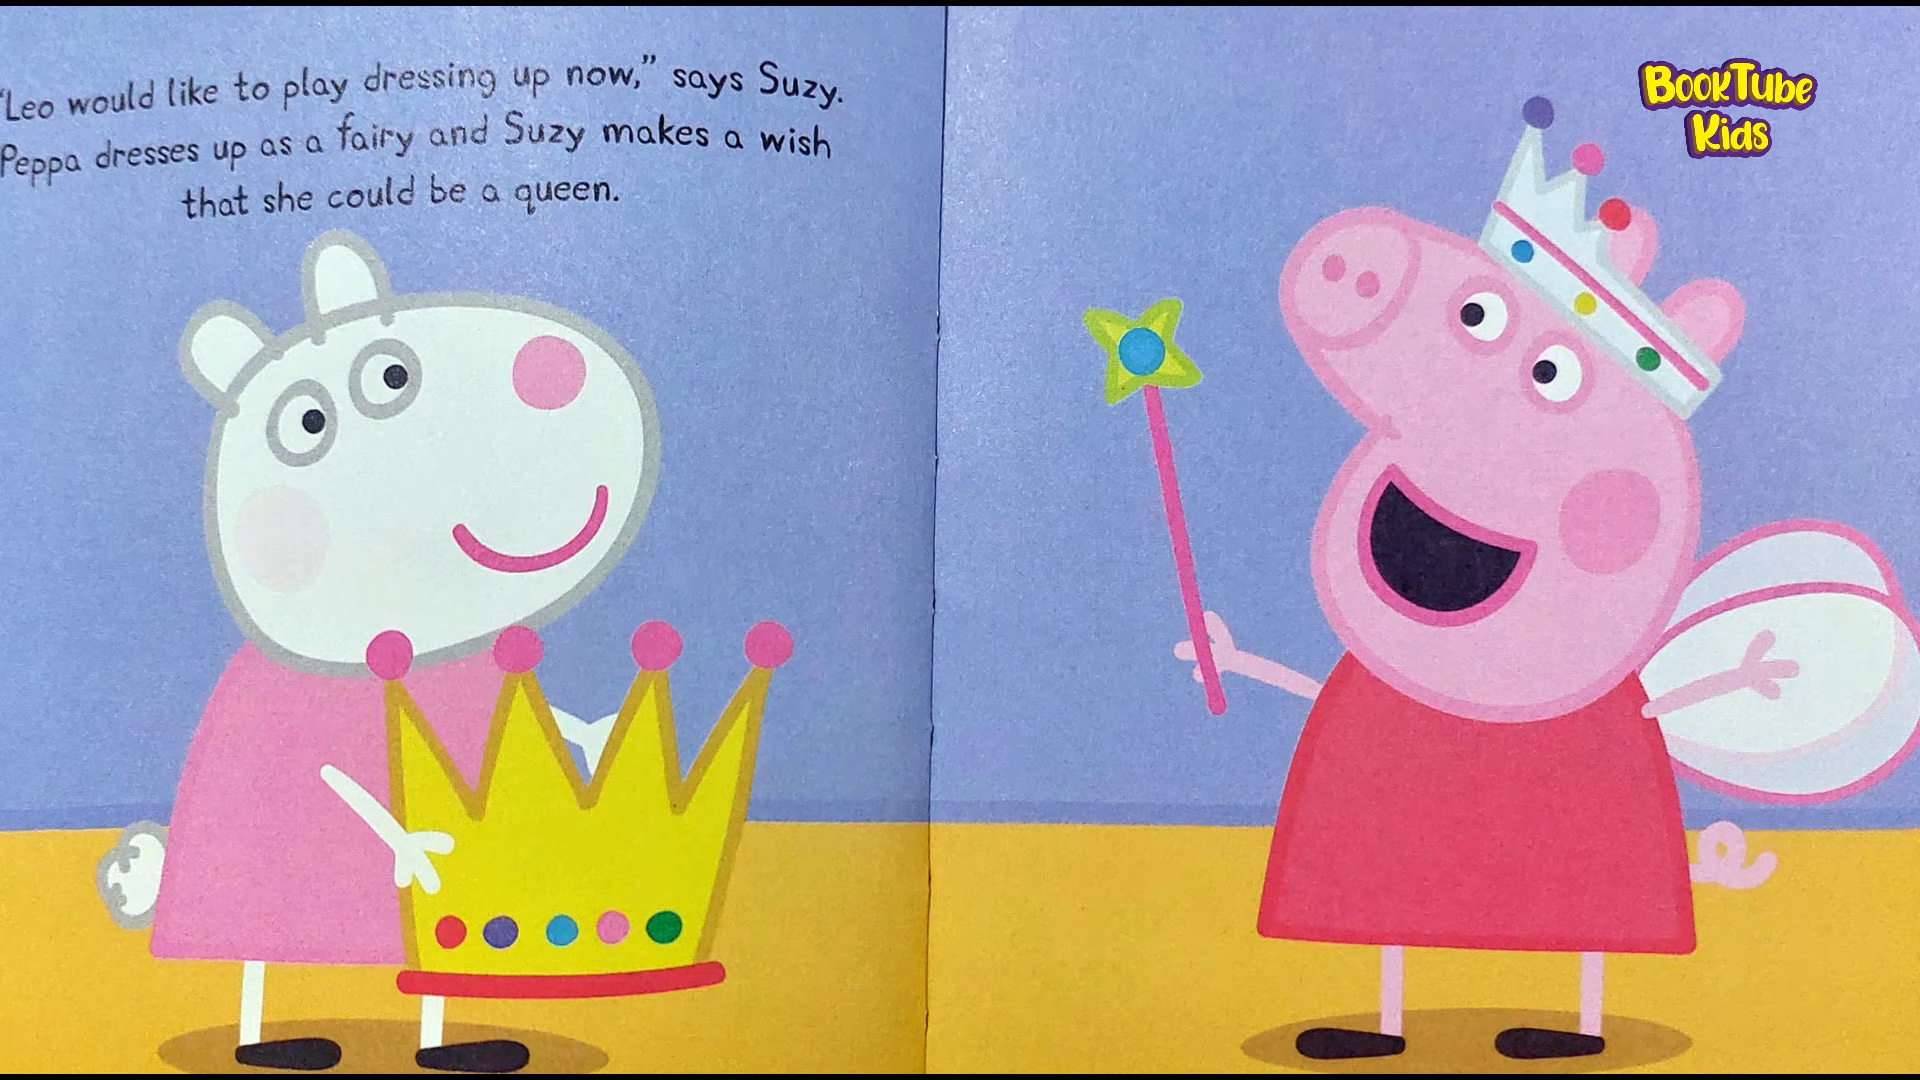 "Leo would like to play dressing up now," says Suzy.
Peppa dresses up as a fairy and Suzy makes a wish
that she could be a queen.
BookTube
Kids